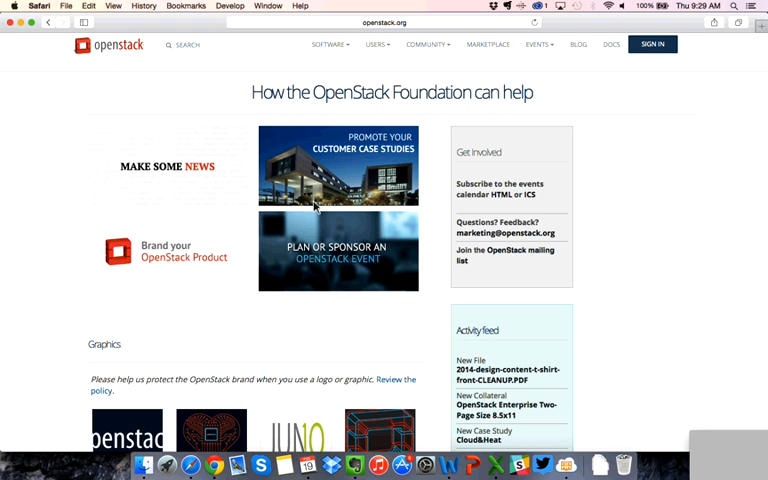 Safari File Edit View History Bookmarks Develop Window Help 1 100% Thu 9:29 AM
openstack.org
openstack SEARCH SOFTWARE USERS COMMUNITY MARKETPLACE EVENTS BLOG DOCS SIGN IN
How the OpenStack Foundation can help
MAKE SOME NEWS
PROMOTE YOUR
CUSTOMER CASE STUDIES
Brand your
OpenStack Product
PLAN OR SPONSOR AN
OPENSTACK EVENT
Get Involved
Subscribe to the events
calendar HTML or ICS
Questions? Feedback?
marketing@openstack.org
Join the OpenStack mailing
list
Graphics
Please help us protect the OpenStack brand when you use a logo or graphic. Review the
policy.
openstac
JUNO
Activity feed
New File
2014-design-content-t-shirt-
front-CLEANUP.PDF
New Collateral
OpenStack Enterprise Two-
Page Size 8.5x11
New Case Study
Cloud&Heat
19